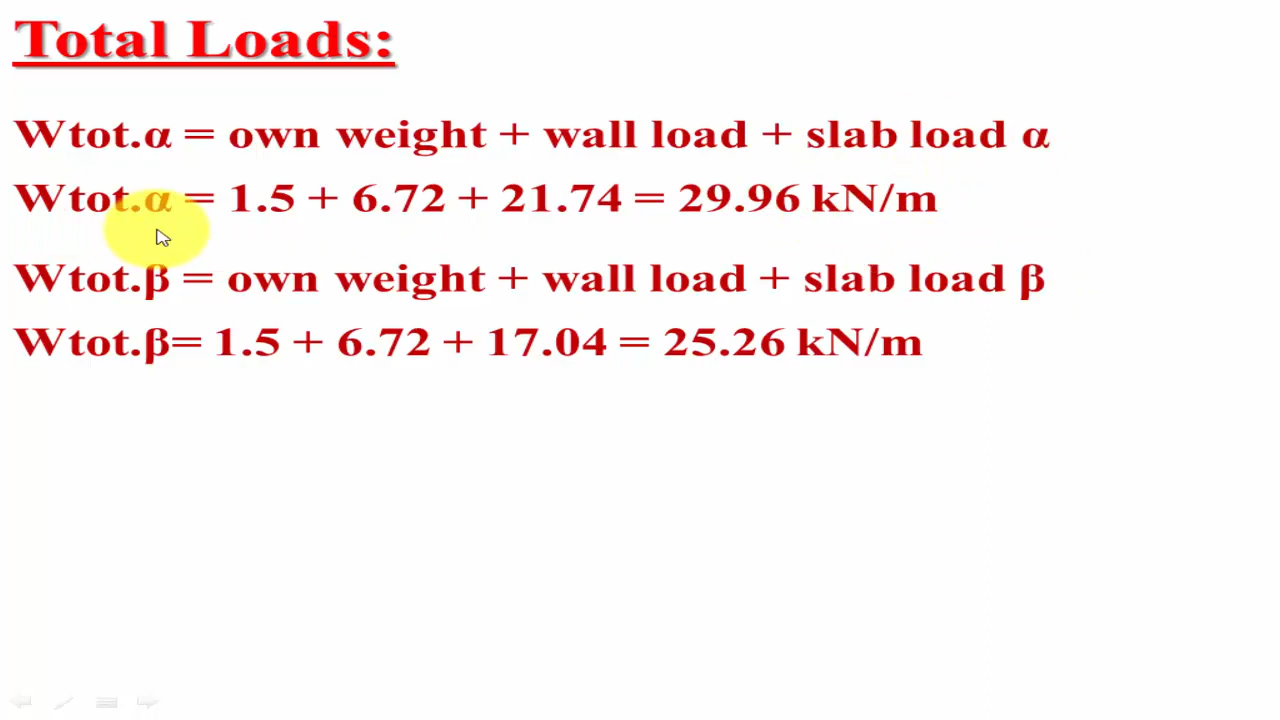 Total Loads:
Wtot.α = own weight + wall load + slab load α
Wtot.α = 1.5 + 6.72 + 21.74 = 29.96 kN/m
Wtot.β = own weight + wall load + slab load β
Wtot.β= 1.5 + 6.72 + 17.04 = 25.26 kN/m